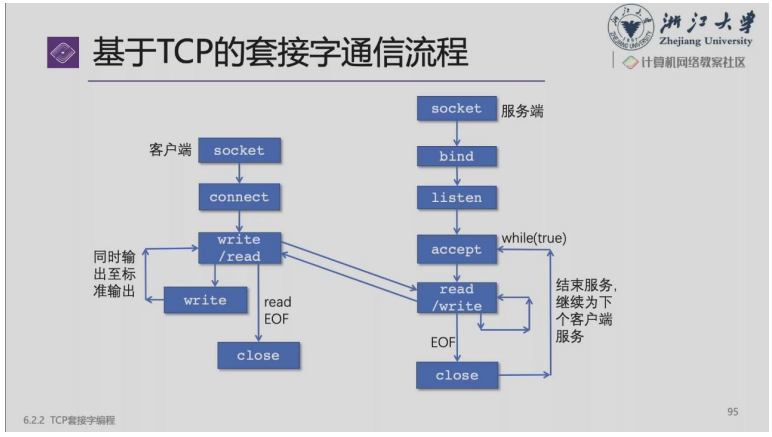 基于TCP的套接字通信流程
浙江大学
Zhejiang University
计算机网络教案社区
客户端
socket
connect
write
/read
同时输
出至标
准输出
write
read
EOF
close
socket
服务端
bind
listen
while(true)
accept
read
/write
结束服务,
继续为下
个客户端
服务
EOF
close
6.2.2 TCP套接字编程
95